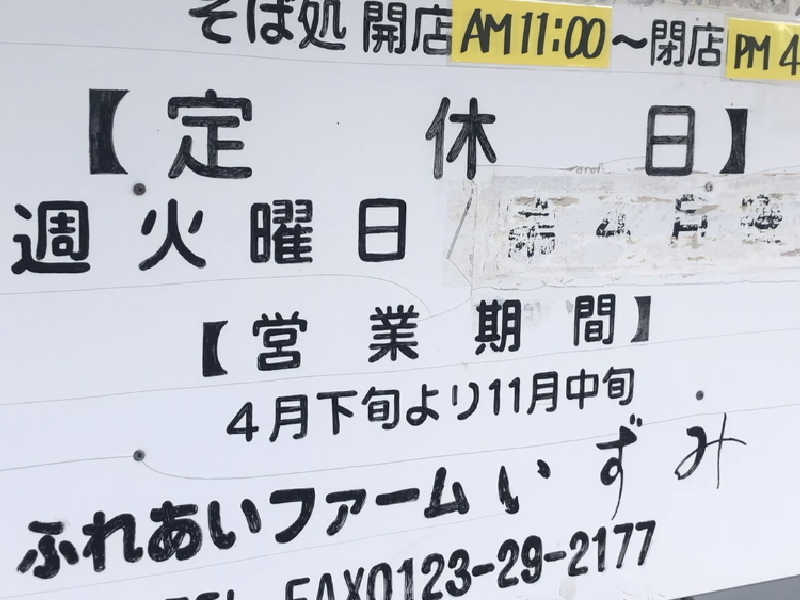 そば処 開店 AM11:00~閉店 PM 4
【定休日】
週火曜日
【営業期間】
4月下旬より11月中旬
ふれあいファームいずみ
FAX0123-29-2177